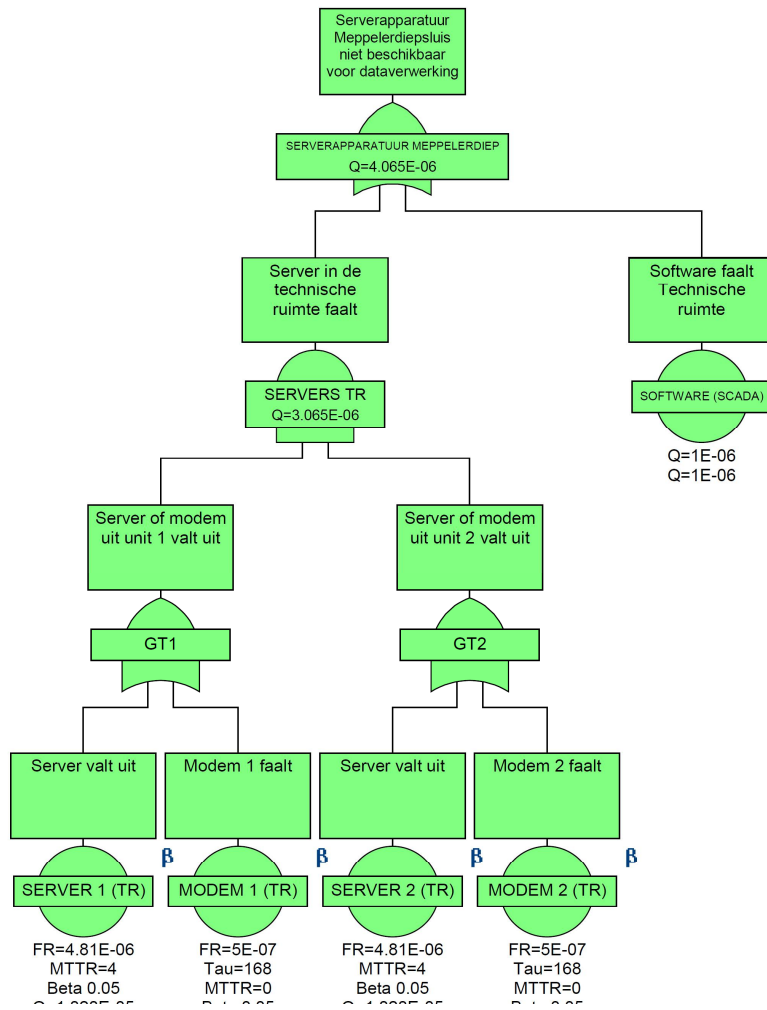 Serverapparatuur
Meppelerdiepsluis
niet beschikbaar
voor dataverwerking
SERVERAPPARATUUR MEPPELERDIEP
Q=4.065E-06
Server in de
technische
ruimte faalt
Software faalt
Technische
ruimte
SERVERS TR
Q=3.065E-06
SOFTWARE (SCADA)
Q=1E-06
Q=1E-06
Server of modem
uit unit 1 valt uit
Server of modem
uit unit 2 valt uit
GT1
GT2
Server valt uit
Modem 1 faalt
Server valt uit
Modem 2 faalt
β
β
β
β
SERVER 1 (TR)
MODEM 1 (TR)
SERVER 2 (TR)
MODEM 2 (TR)
FR=4.81E-06
MTTR=4
Beta 0.05
FR=5E-07
Tau=168
MTTR=0
FR=4.81E-06
MTTR=4
Beta 0.05
FR=5E-07
Tau=168
MTTR=0